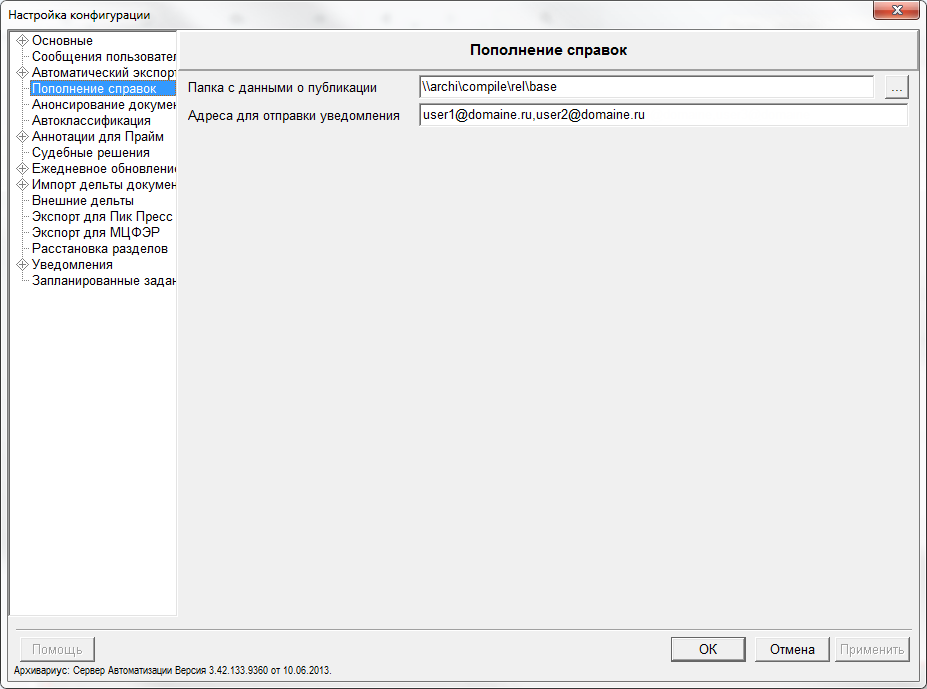 Настройка конфигурации
Основные
Сообщения пользовател
Автоматический экспорт
Пополнение справок
Анонсирование докумен
Автоклассификация
Аннотации для Прайм
Судебные решения
Ежедневное обновление
Импорт дельты докумен
Внешние дельты
Экспорт для Пик Пресс
Экспорт для МЦФЭР
Расстановка разделов
Уведомления
Запланированные задан
Пополнение справок
Папка с данными о публикации
\\archi\compile\rel\base
...
Адреса для отправки уведомления
user1@domaine.ru,user2@domaine.ru
Помощь
OK
Отмена
Применить
Архивариус: Сервер Автоматизации Версия 3.42.133.9360 от 10.06.2013.